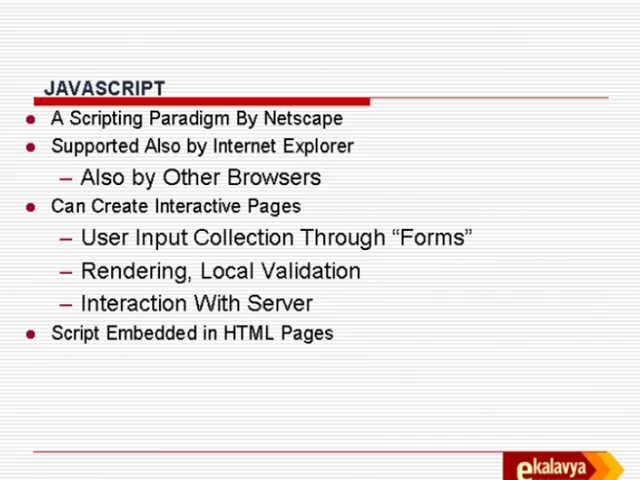 JAVASCRIPT
A Scripting Paradigm By Netscape
Supported Also by Internet Explorer
– Also by Other Browsers
Can Create Interactive Pages
– User Input Collection Through “Forms”
– Rendering, Local Validation
– Interaction With Server
Script Embedded in HTML Pages
ekalavya